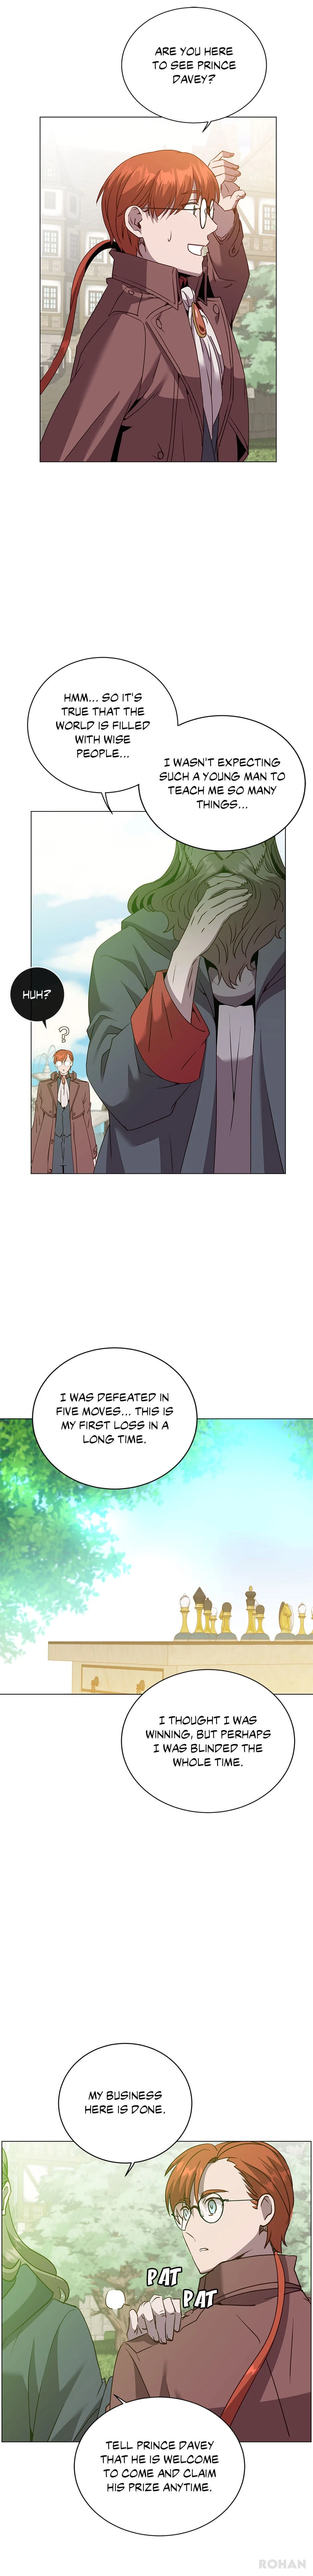 ARE YOU HERE
TO SEE PRINCE
DAVEY?
HMM... SO IT'S
TRUE THAT THE
WORLD IS FILLED
WITH WISE
PEOPLE...
I WASN'T EXPECTING
SUCH A YOUNG MAN TO
TEACH ME SO MANY
THINGS...
HUH?
?
I WAS DEFEATED IN
FIVE MOVES... THIS IS
MY FIRST LOSS IN A
LONG TIME.
I THOUGHT I WAS
WINNING, BUT PERHAPS
I WAS BLINDED THE
WHOLE TIME.
MY BUSINESS
HERE IS DONE.
PAT
PAT
TELL PRINCE DAVEY
THAT HE IS WELCOME
TO COME AND CLAIM
HIS PRIZE ANYTIME.
ROHAN